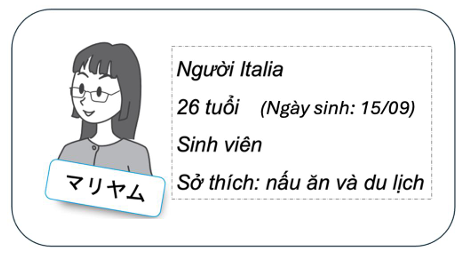 Người Italia
26 tuổi (Ngày sinh: 15/09)
Sinh viên
Sở thích: nấu ăn và du lịch
マリヤム